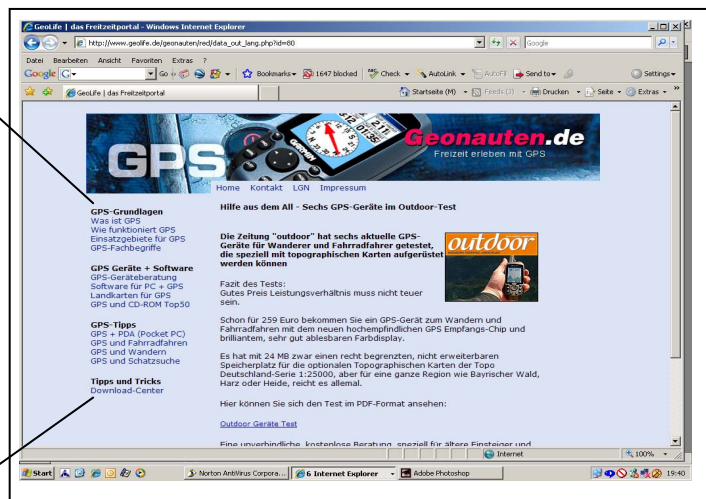 GeoLife | das Freitzeitportal - Windows Internet Explorer
http://www.geolife.de/geonauten/red/data_out_lang.php?id=80
Google
Datei Bearbeiten Ansicht Favoriten Extras ?
Google G Go Bookmarks 1647 blocked Check AutoLink AutoFill Send to Settings
GeoLife | das Freitzeitportal Startseite (M) Feeds (J) Drucken Seite Extras
GPS
GARMIN
Geonauten.de
Freizeit erleben mit GPS
Home Kontakt LGN Impressum
GPS-Grundlagen
Was ist GPS
Wie funktioniert GPS
Einsatzgebiete für GPS
GPS-Fachbegriffe
GPS Geräte + Software
GPS-Geräteberatung
Software für PC + GPS
Landkarten für GPS
GPS und CD-ROM Top50
GPS-Tipps
GPS + PDA (Pocket PC)
GPS und Fahrradfahren
GPS und Wandern
GPS und Schatzsuche
Tipps und Tricks
Download-Center
Hilfe aus dem All - Sechs GPS-Geräte im Outdoor-Test
Die Zeitung "outdoor" hat sechs aktuelle GPS-
Geräte für Wanderer und Fahrradfahrer getestet,
die speziell mit topographischen Karten aufgerüstet
werden können
outdoor
Fazit des Tests:
Gutes Preis Leistungsverhältnis muss nicht teuer
sein.
Schon für 259 Euro bekommen Sie ein GPS-Gerät zum Wandern und
Fahrradfahren mit dem neuen hochempfindlichen GPS Empfangs-Chip und
brilliantem, sehr gut ablesbaren Farbdisplay.
Es hat mit 24 MB zwar einen recht begrenzten, nicht erweiterbaren
Speicherplatz für die optionalen Topographischen Karten der Topo
Deutschland-Serie 1:25000, aber für eine ganze Region wie Bayrischer Wald,
Harz oder Heide, reicht es allemal.
Hier können Sie sich den Test im PDF-Format ansehen:
Outdoor Geräte Test
Eine unverbindliche, kostenlose Beratung, speziell für ältere Einsteiger und
Internet 100%
Start Norton AntiVirus Corpora... 6 Internet Explorer Adobe Photoshop 19:40